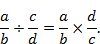 a/b ÷ c/d = a/b × d/c.